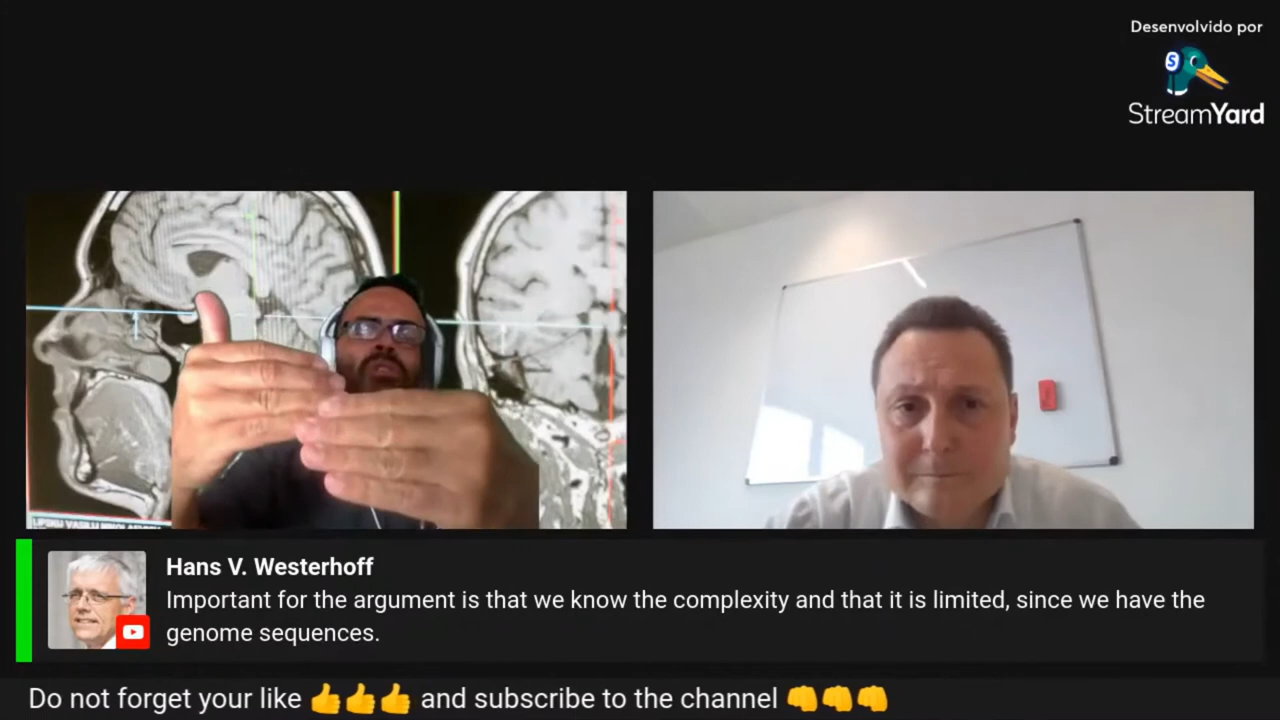 Desenvolvido por
StreamYard
Hans V. Westerhoff
Important for the argument is that we know the complexity and that it is limited, since we have the
genome sequences.
Do not forget your like 👍👍👍 and subscribe to the channel 👊👊👊